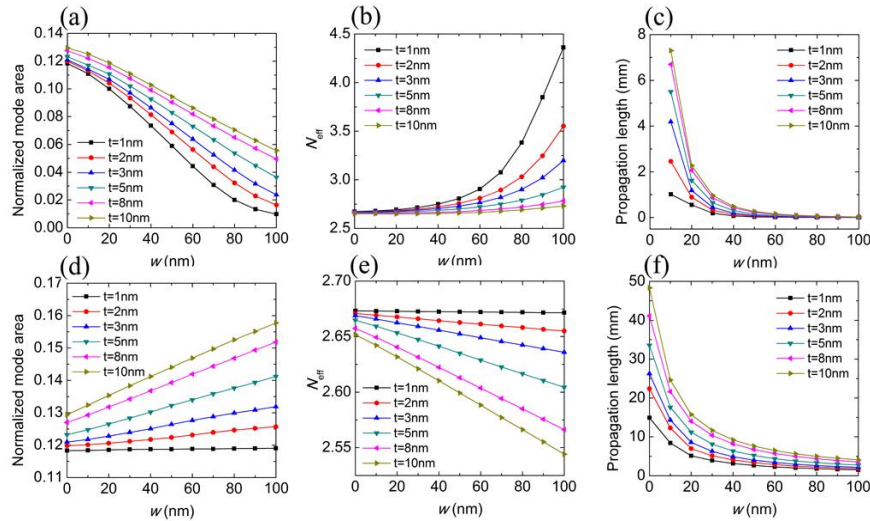 (a)
Normalized mode area
0.14
0.12
0.10
0.08
0.06
0.04
0.02
0.00
t=1nm
t=2nm
t=3nm
t=5nm
t=8nm
t=10nm
0 20 40 60 80 100
w (nm)
(b)
Neff
4.5
4.0
3.5
3.0
2.5
t=1nm
t=2nm
t=3nm
t=5nm
t=8nm
t=10nm
0 20 40 60 80 100
w (nm)
(c)
Propagation length (mm)
8
6
4
2
0
t=1nm
t=2nm
t=3nm
t=5nm
t=8nm
t=10nm
0 20 40 60 80 100
w (nm)
(d)
Normalized mode area
0.17
0.16
0.15
0.14
0.13
0.12
0.11
t=1nm
t=2nm
t=3nm
t=5nm
t=8nm
t=10nm
0 20 40 60 80 100
w (nm)
(e)
Neff
2.70
2.65
2.60
2.55
t=1nm
t=2nm
t=3nm
t=5nm
t=8nm
t=10nm
0 20 40 60 80 100
w (nm)
(f)
Propagation length (mm)
50
40
30
20
10
0
t=1nm
t=2nm
t=3nm
t=5nm
t=8nm
t=10nm
0 20 40 60 80 100
w (nm)